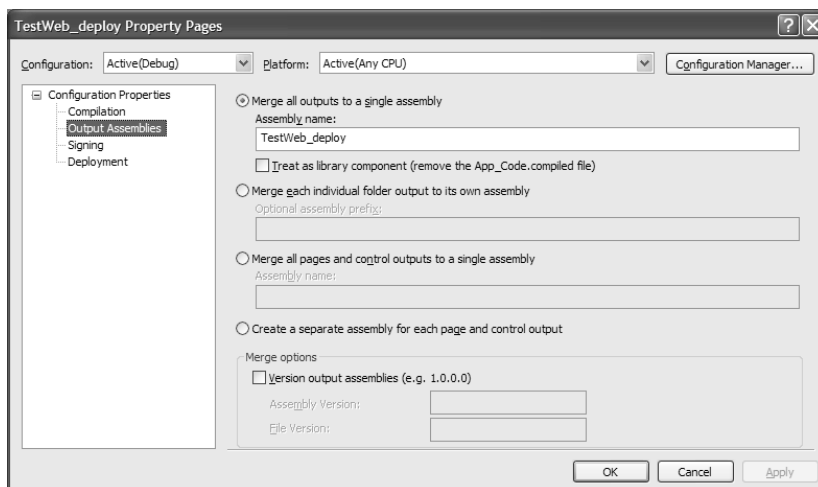 TestWeb_deploy Property Pages
Configuration: Active(Debug) Platform: Active(Any CPU) Configuration Manager...
Configuration Properties
Compilation
Output Assemblies
Signing
Deployment
Merge all outputs to a single assembly
Assembly name:
TestWeb_deploy
Treat as library component (remove the App_Code.compiled file)
Merge each individual folder output to its own assembly
Optional assembly prefix:
Merge all pages and control outputs to a single assembly
Assembly name:
Create a separate assembly for each page and control output
Merge options
Version output assemblies (e.g. 1.0.0.0)
Assembly Version:
File Version:
OK Cancel Apply